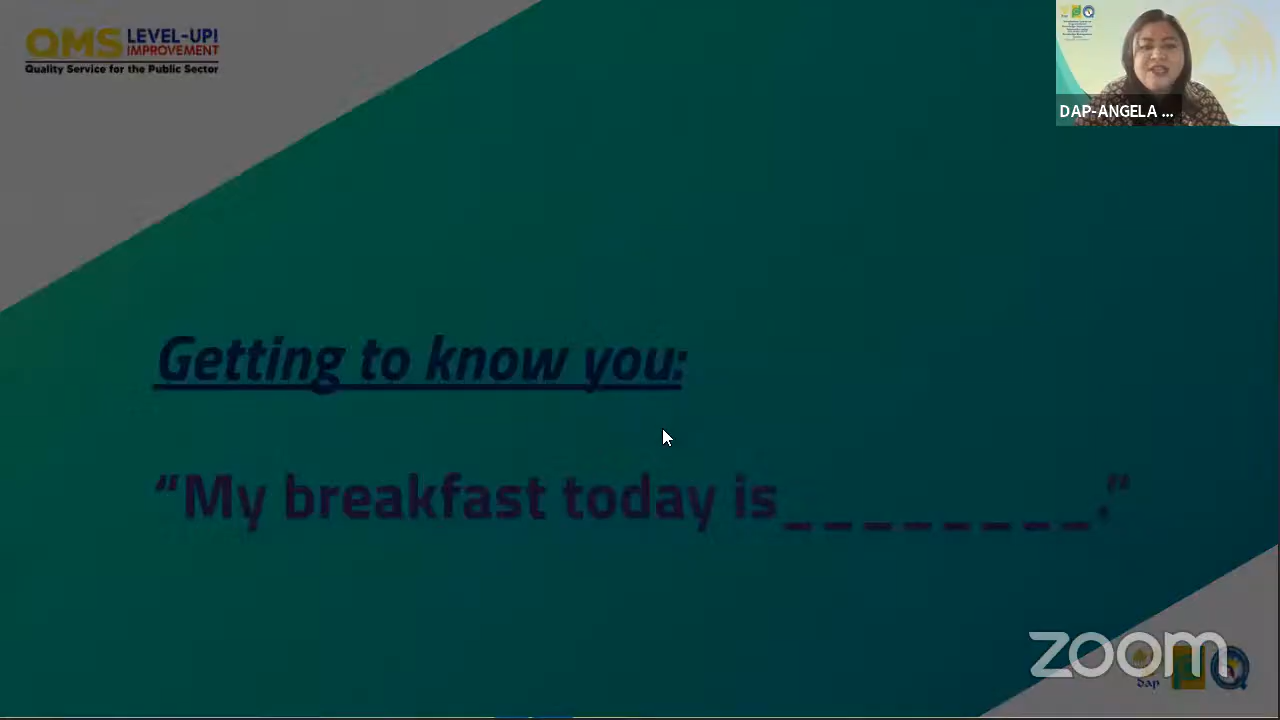 QMS LEVEL-UP!
IMPROVEMENT
Quality Service for the Public Sector
DAP-ANGELA ...
Getting to know you:
“My breakfast today is________.”
zoom
dap